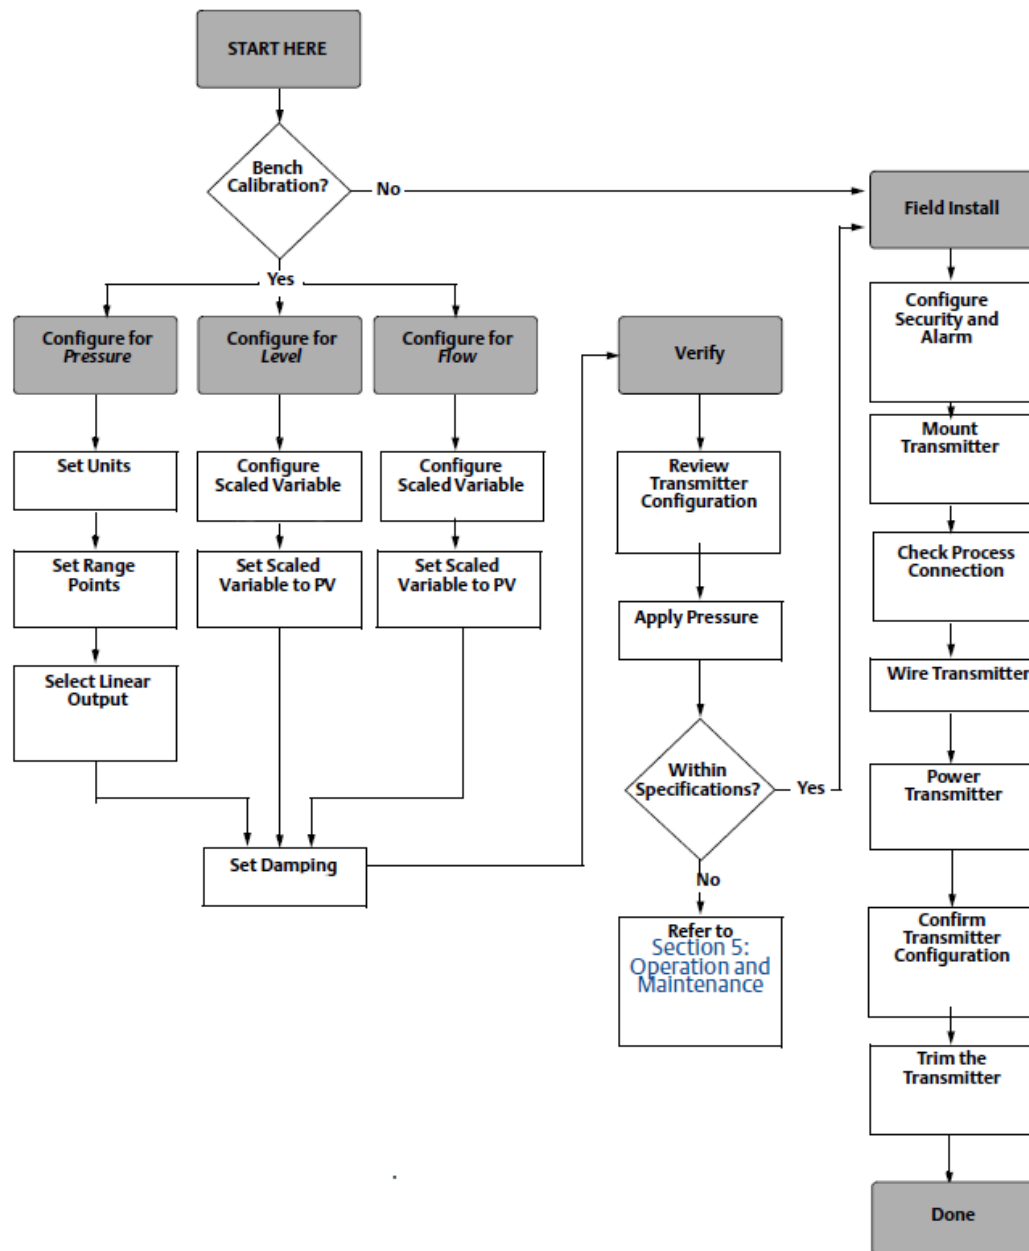 START HERE
Bench
Calibration?
No
Yes
Configure for
Pressure
Configure for
Level
Configure for
Flow
Set Units
Configure
Scaled Variable
Configure
Scaled Variable
Set Range
Points
Set Scaled
Variable to PV
Set Scaled
Variable to PV
Select Linear
Output
Set Damping
Verify
Review
Transmitter
Configuration
Apply Pressure
Within
Specifications?
Yes
No
Refer to
Section 5:
Operation and
Maintenance
Field Install
Configure
Security and
Alarm
Mount
Transmitter
Check Process
Connection
Wire Transmitter
Power
Transmitter
Confirm
Transmitter
Configuration
Trim the
Transmitter
Done